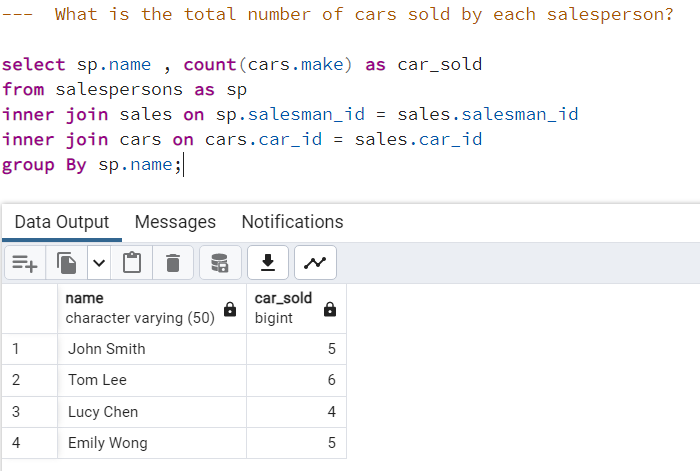 --- What is the total number of cars sold by each salesperson?
select sp.name , count(cars.make) as car_sold
from salespersons as sp
inner join sales on sp.salesman_id = sales.salesman_id
inner join cars on cars.car_id = sales.car_id
group By sp.name;
Data Output Messages Notifications
name car_sold
character varying (50) bigint
1 John Smith 5
2 Tom Lee 6
3 Lucy Chen 4
4 Emily Wong 5